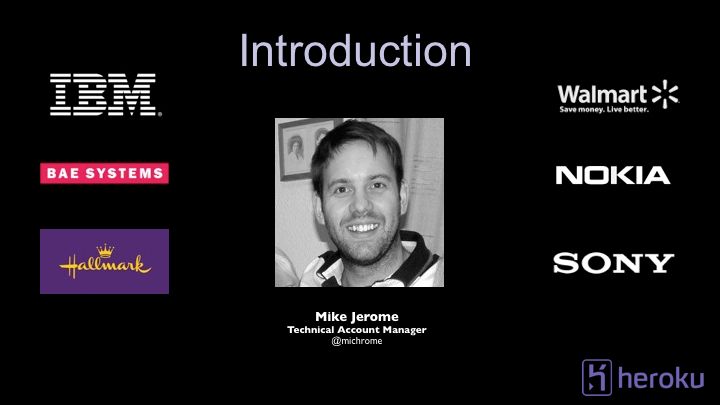 Introduction
IBM®
BAE SYSTEMS
Hallmark
Walmart
Save money. Live better.
NOKIA
SONY
Mike Jerome
Technical Account Manager
@michrome
heroku